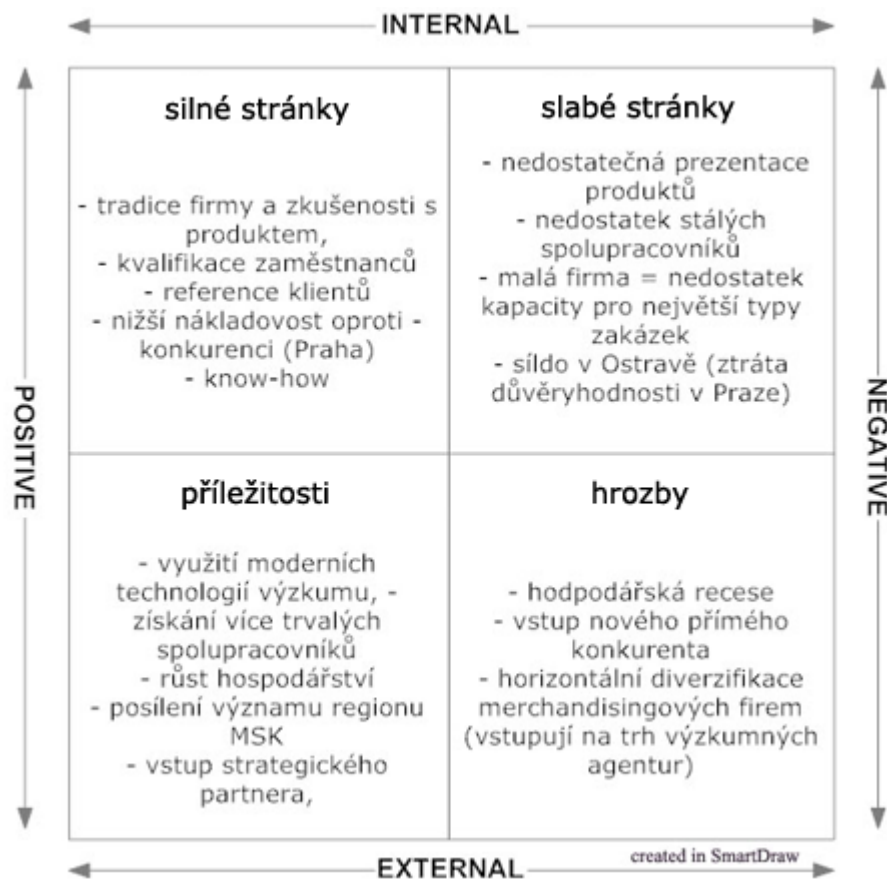 INTERNAL
POSITIVE
silné stránky
- tradice firmy a zkušenosti s
produktem,
- kvalifikace zaměstnanců
- reference klientů
- nižší nákladovost oproti -
konkurenci (Praha)
- know-how
slabé stránky
- nedostatečná prezentace
produktů
- nedostatek stálých
spolupracovníků
- malá firma = nedostatek
kapacity pro největší typy
zakázek
- síldo v Ostravě (ztráta
důvěryhodnosti v Praze)
NEGATIVE
příležitosti
- využití moderních
technologií výzkumu, -
získání více trvalých
spolupracovníků
- růst hospodářství
- posílení významu regionu
MSK
- vstup strategického
partnera,
hrozby
- hodpodářská recese
- vstup nového přímého
konkurenta
- horizontální diverzifikace
merchandisingových firem
(vstupují na trh výzkumných
agentur)
created in SmartDraw
EXTERNAL